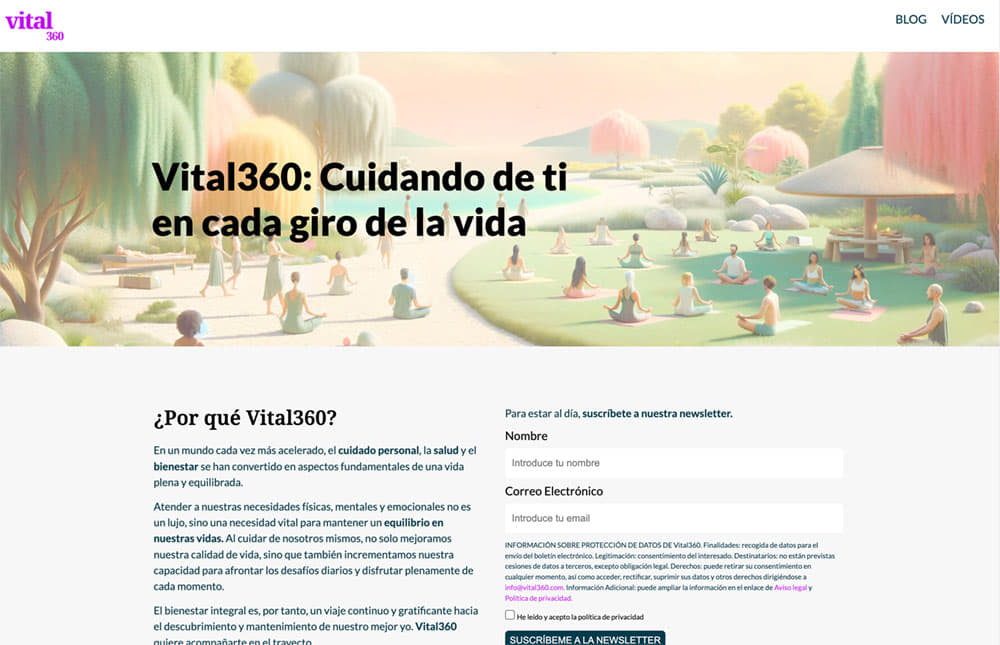 vital
360
BLOG VÍDEOS
Vital360: Cuidando de ti
en cada giro de la vida
¿Por qué Vital360?
En un mundo cada vez más acelerado, el cuidado personal, la salud y el
bienestar se han convertido en aspectos fundamentales de una vida
plena y equilibrada.
Atender a nuestras necesidades físicas, mentales y emocionales no es
un lujo, sino una necesidad vital para mantener un equilibrio en
nuestras vidas. Al cuidar de nosotros mismos, no solo mejoramos
nuestra calidad de vida, sino que también incrementamos nuestra
capacidad para afrontar los desafíos diarios y disfrutar plenamente de
cada momento.
El bienestar integral es, por tanto, un viaje continuo y gratificante hacia
el descubrimiento y mantenimiento de nuestro mejor yo. Vital360
quiere acompañarte en el trayecto.
Para estar al día, suscríbete a nuestra newsletter.
Nombre
Introduce tu nombre
Correo Electrónico
Introduce tu email
INFORMACIÓN SOBRE PROTECCIÓN DE DATOS DE Vital360. Finalidades: recogida de datos para el
envío del boletín electrónico. Legitimación: consentimiento del interesado. Destinatarios: no están previstas
cesiones de datos a terceros, excepto obligación legal. Derechos: puede retirar su consentimiento en
cualquier momento, así como acceder, rectificar, suprimir sus datos y otros derechos dirigiéndose a
info@vital360.com. Información Adicional: puede ampliar la información en el enlace de Aviso legal y
Política de privacidad.
He leído y acepto la política de privacidad
SUSCRÍBEME A LA NEWSLETTER